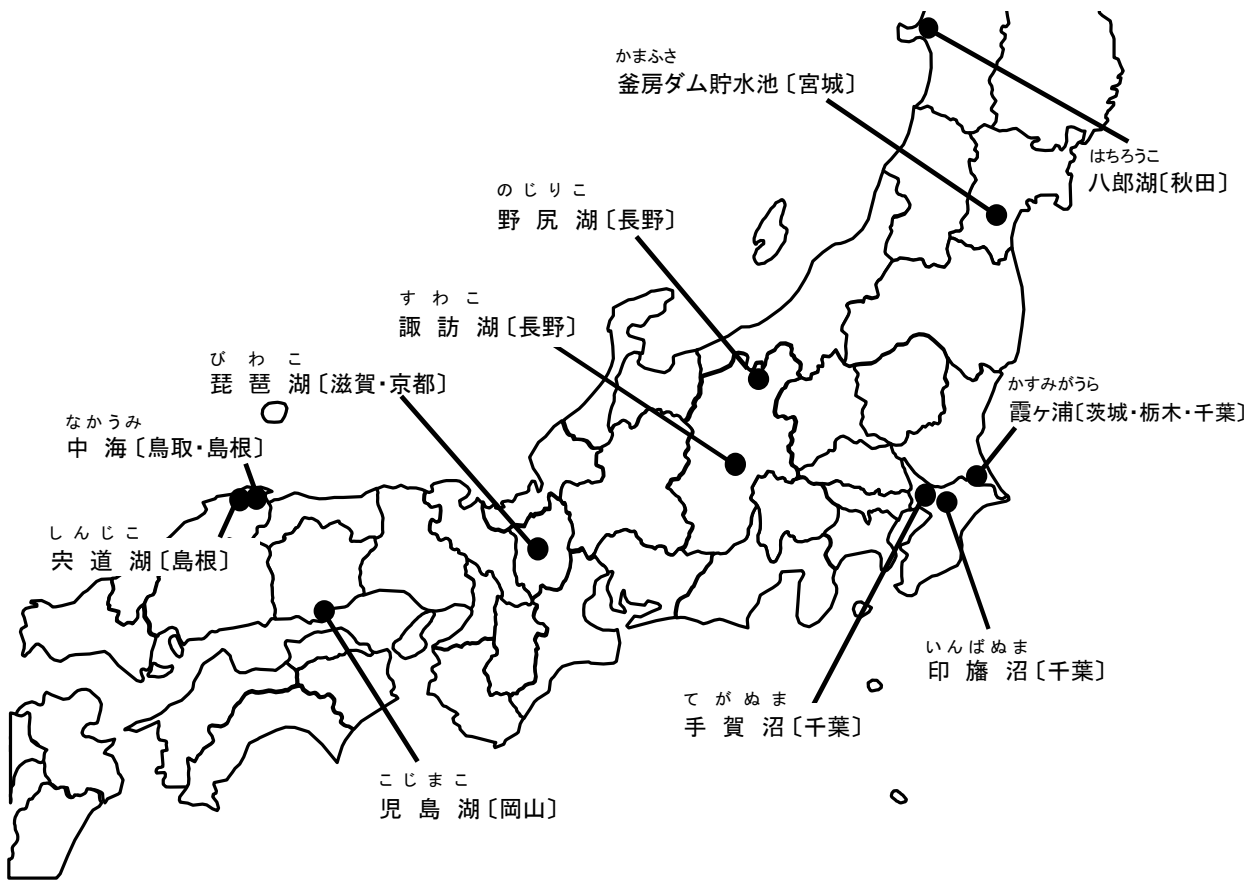 かまふさ
釜房ダム貯水池〔宮城〕
はちろうこ
八郎湖〔秋田〕
のじりこ
野尻湖〔長野〕
すわこ
諏訪湖〔長野〕
びわこ
琵琶湖〔滋賀・京都〕
かすみがうら
霞ヶ浦〔茨城・栃木・千葉〕
なかうみ
中海〔鳥取・島根〕
しんじこ
宍道湖〔島根〕
いんばぬま
印旛沼〔千葉〕
てがぬま
手賀沼〔千葉〕
こじまこ
児島湖〔岡山〕